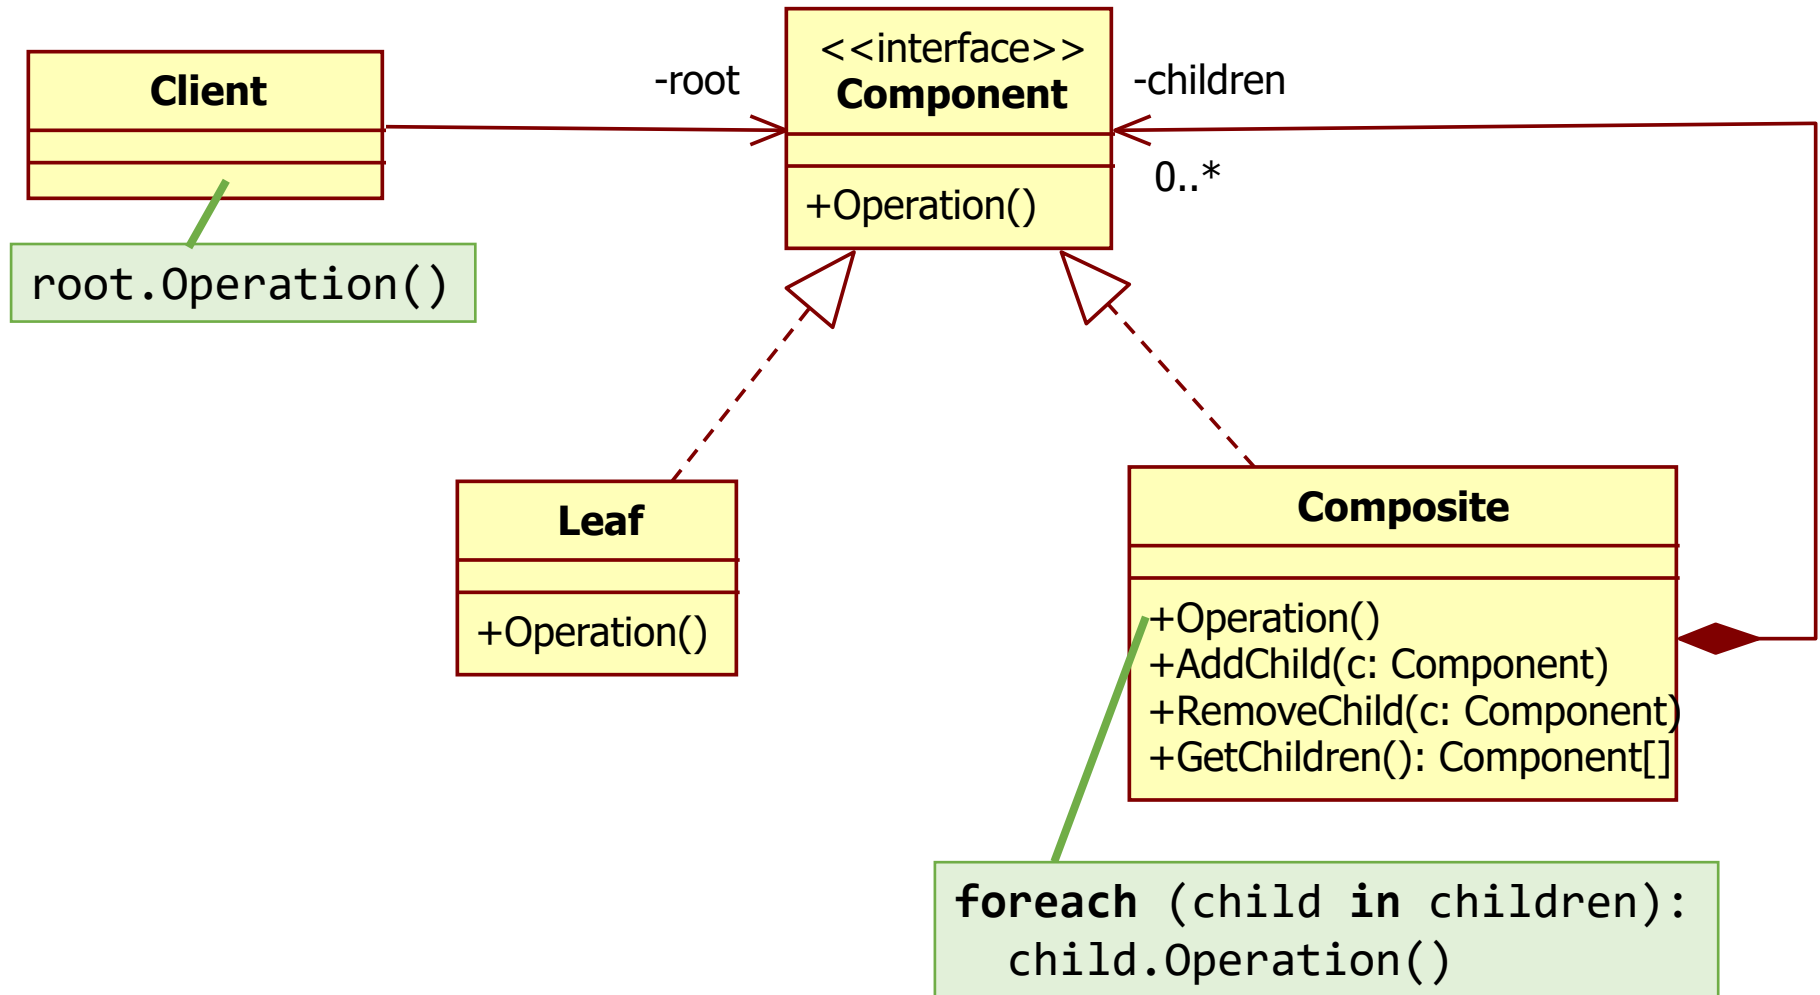 Client
root.Operation()
-root
<<interface>>
Component
+Operation()
-children
0..*
Leaf
+Operation()
Composite
+Operation()
+AddChild(c: Component)
+RemoveChild(c: Component)
+GetChildren(): Component[]
foreach (child in children):
child.Operation()